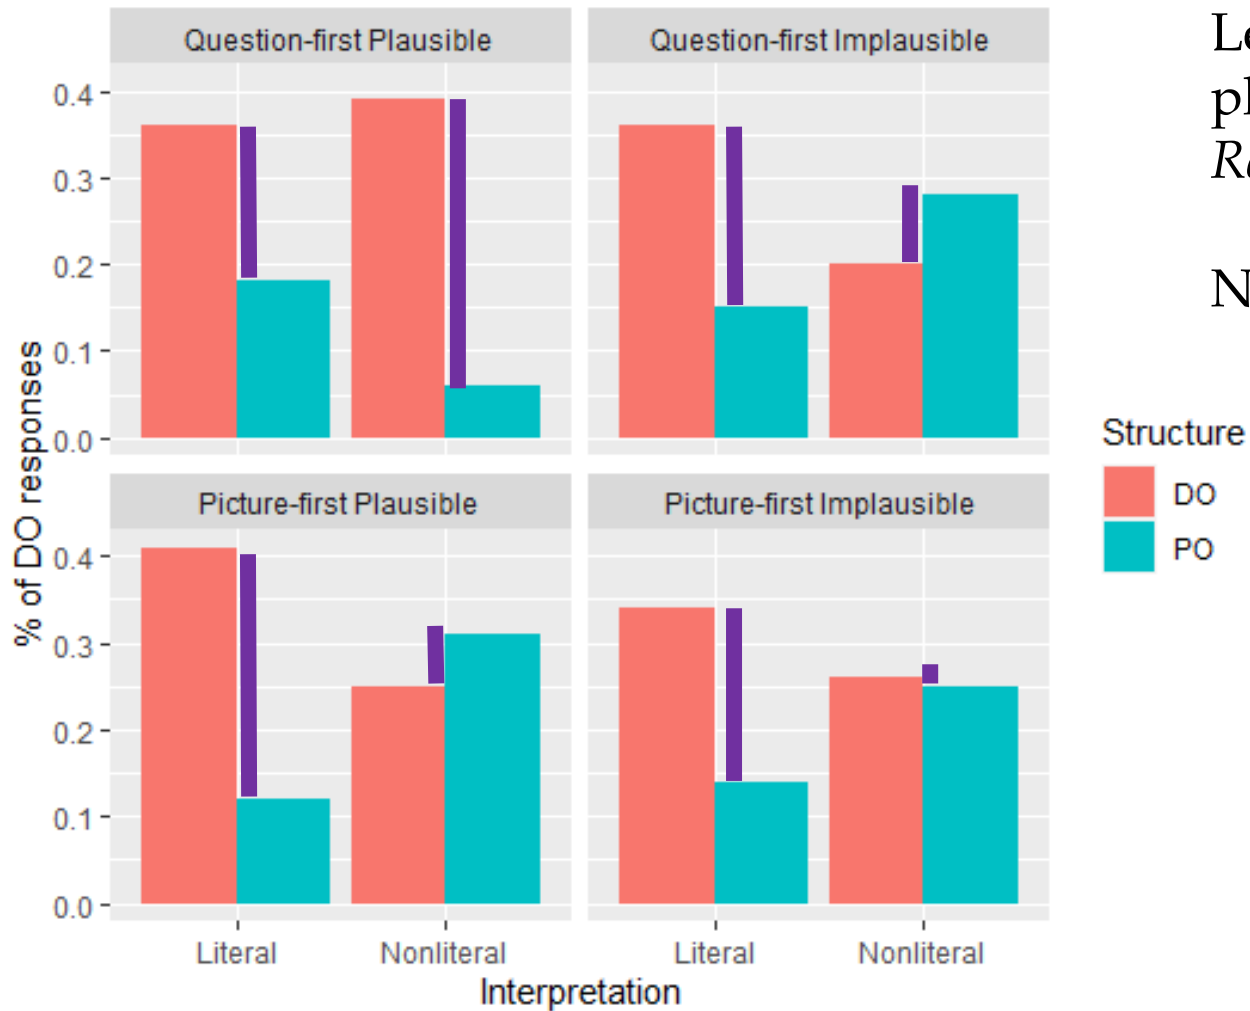 Question-first Plausible
Question-first Implausible
0.4
0.3
0.2
0.1
0.0
Picture-first Plausible
Picture-first Implausible
0.4
0.3
0.2
0.1
0.0
% of DO responses
Literal
Nonliteral
Literal
Nonliteral
Interpretation
Structure
DO
PO